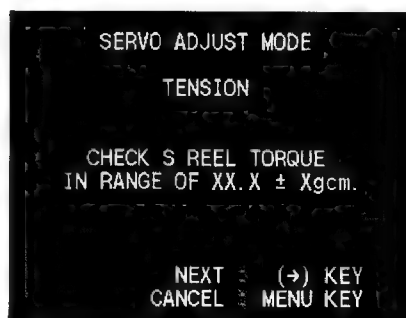 SERVO ADJUST MODE
TENSION
CHECK S REEL TORQUE
IN RANGE OF XX.X ± Xgcm.
NEXT : (→) KEY
CANCEL : MENU KEY